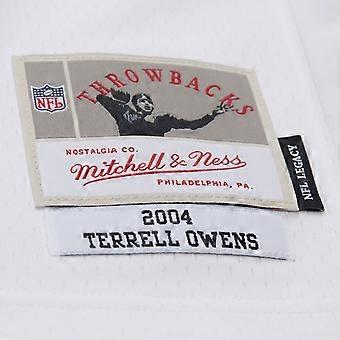 THROWBACKS
NFL
NOSTALGIA CO.
Mitchell & Ness
PHILADELPHIA, PA.
NFL LEGACY
2004
TERRELL OWENS